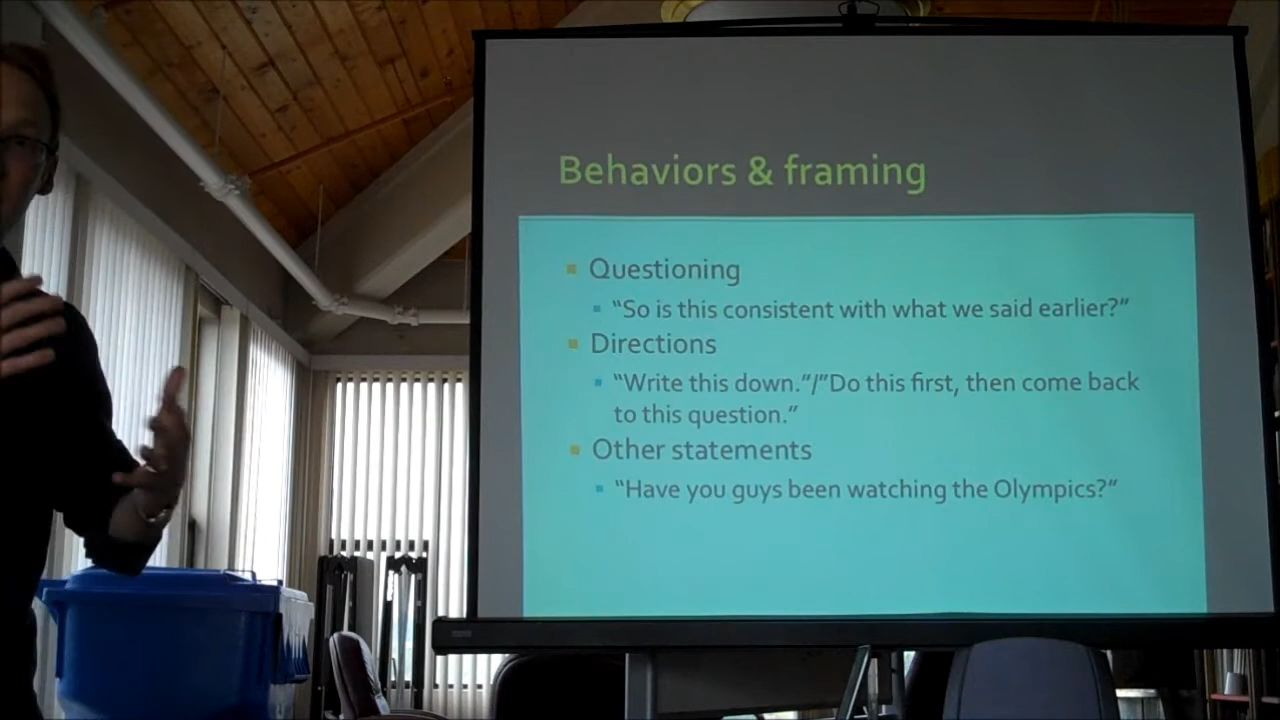 Behaviors & framing
Questioning
“So is this consistent with what we said earlier?”
Directions
“Write this down.”/”Do this first, then come back
to this question.”
Other statements
“Have you guys been watching the Olympics?”